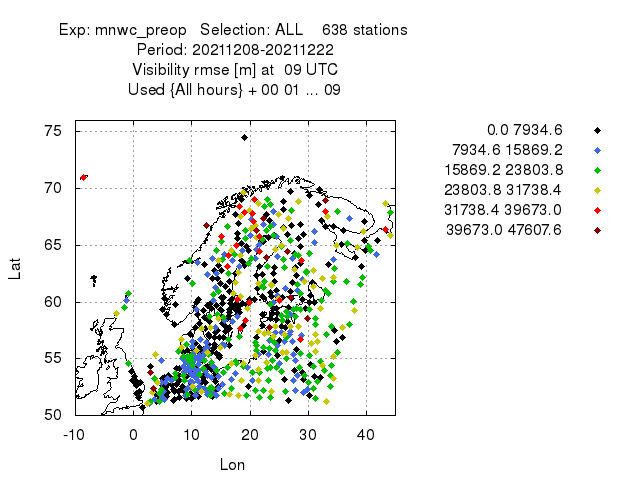 Exp: mnwc_preop   Selection: ALL    638 stations
Period: 20211208-20211222
Visibility rmse [m] at  09 UTC
Used {All hours} + 00 01 ... 09
0.0 7934.6
7934.6 15869.2
15869.2 23803.8
23803.8 31738.4
31738.4 39673.0
39673.0 47607.6
75
70
65
60
55
50
Lat
-10 0 10 20 30 40
Lon